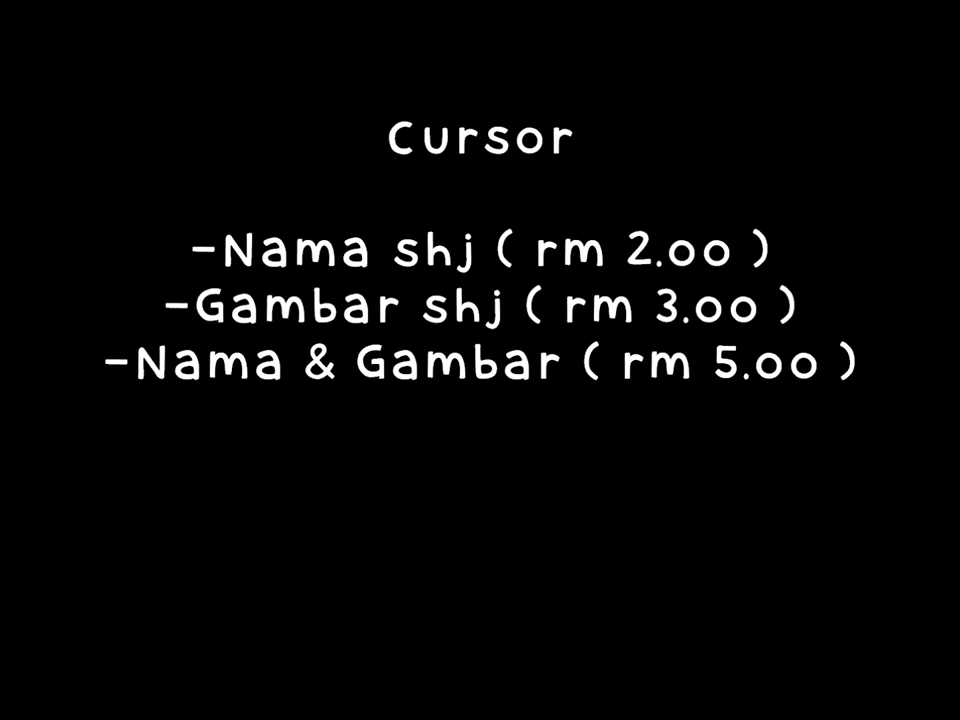 Cursor
-Nama shj ( rm 2.00 )
-Gambar shj ( rm 3.00 )
-Nama & Gambar ( rm 5.00 )